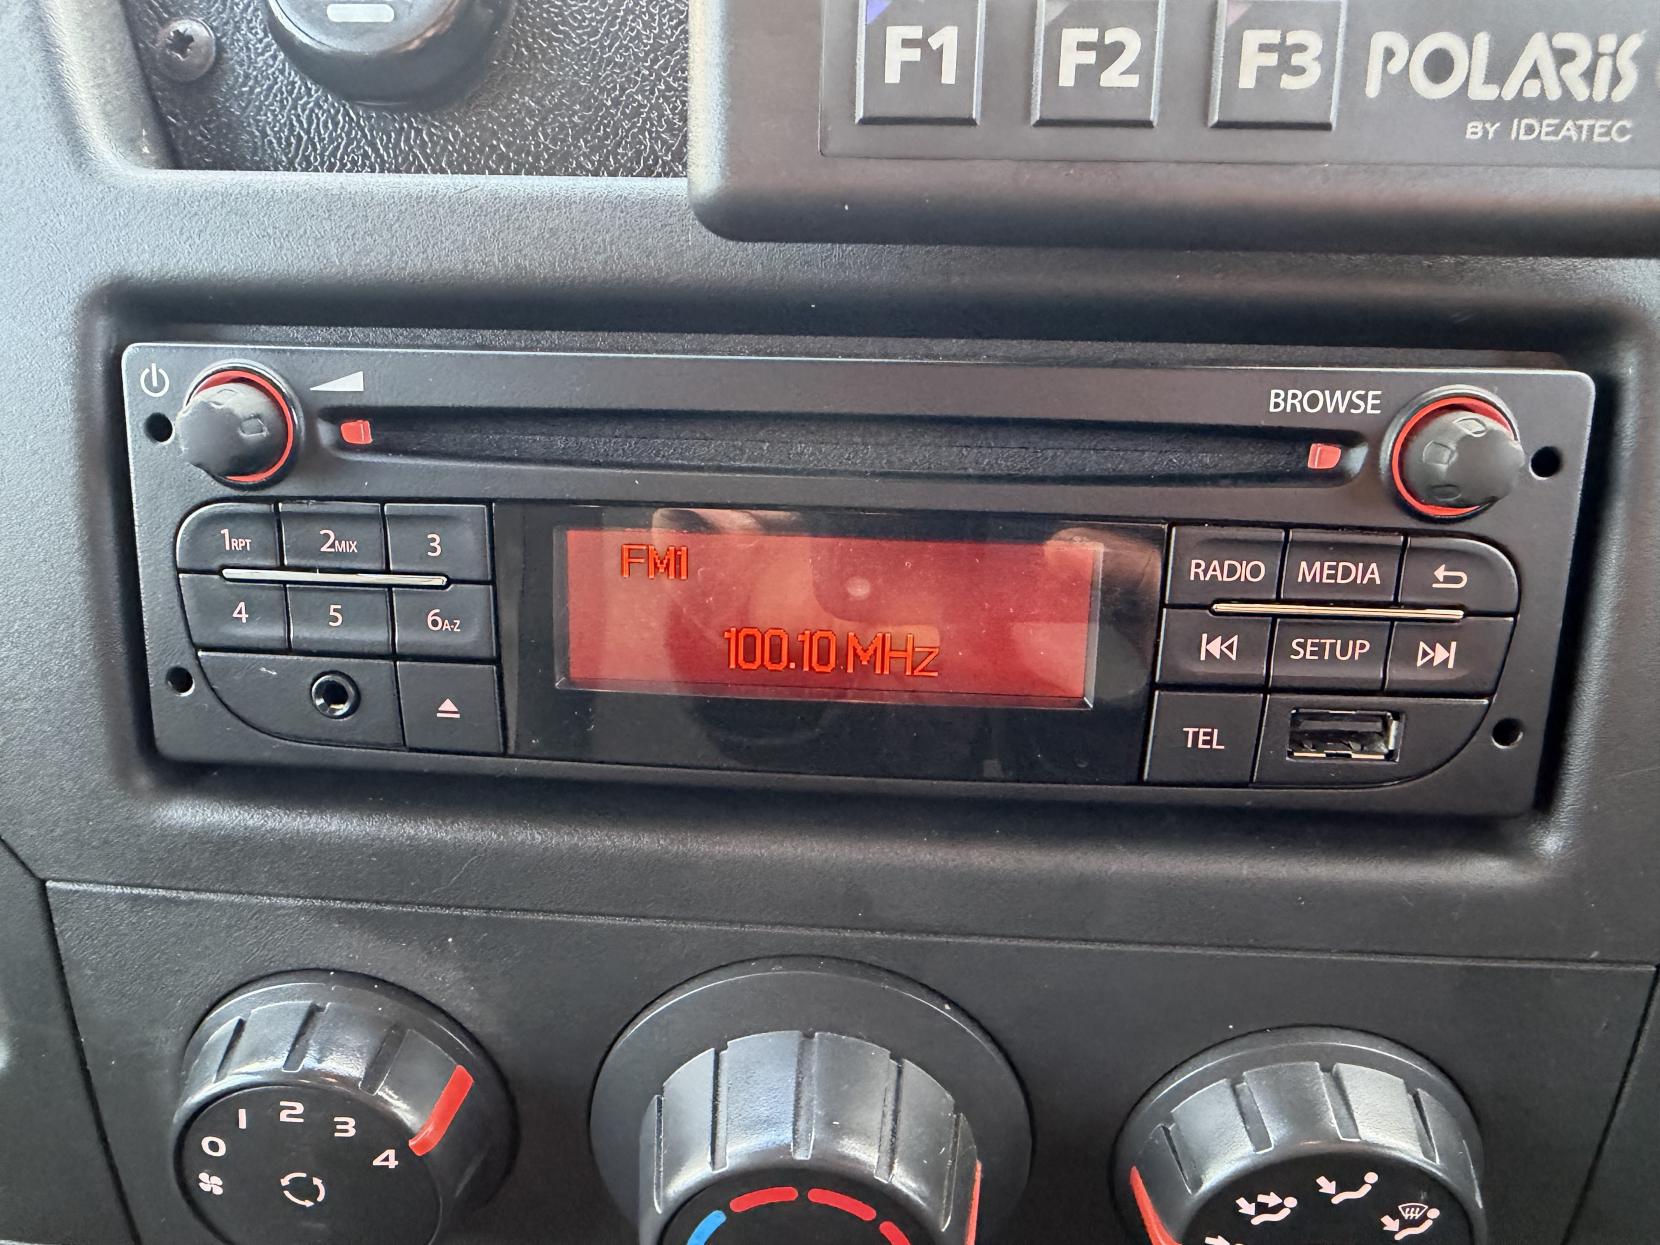 F1 F2 F3 POLARIS
BY IDEATEC
BROWSE
1RPT 2MIX 3
4 5 6A-Z
FM1
100.10 MHz
RADIO MEDIA
SETUP
TEL
0 1 2 3 4